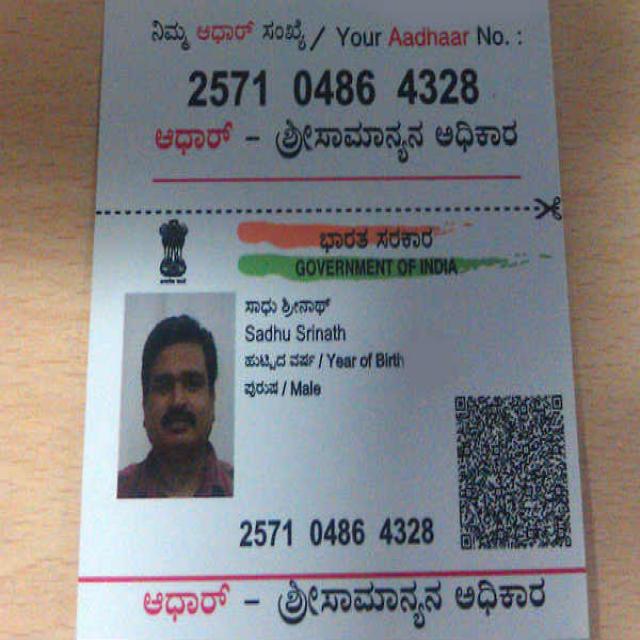 ನಿಮ್ಮ ಆಧಾರ್ ಸಂಖ್ಯೆ / Your Aadhaar No. :
2571 0486 4328
ಆಧಾರ್ – ಶ್ರೀಸಾಮಾನ್ಯನ ಅಧಿಕಾರ
ಭಾರತ ಸರಕಾರ
GOVERNMENT OF INDIA
ಸಾಧು ಶ್ರೀನಾಥ್
Sadhu Srinath
ಹುಟ್ಟಿದ ವರ್ಷ / Year of Birth
ಪುರುಷ / Male
2571 0486 4328
ಆಧಾರ್ – ಶ್ರೀಸಾಮಾನ್ಯನ ಅಧಿಕಾರ